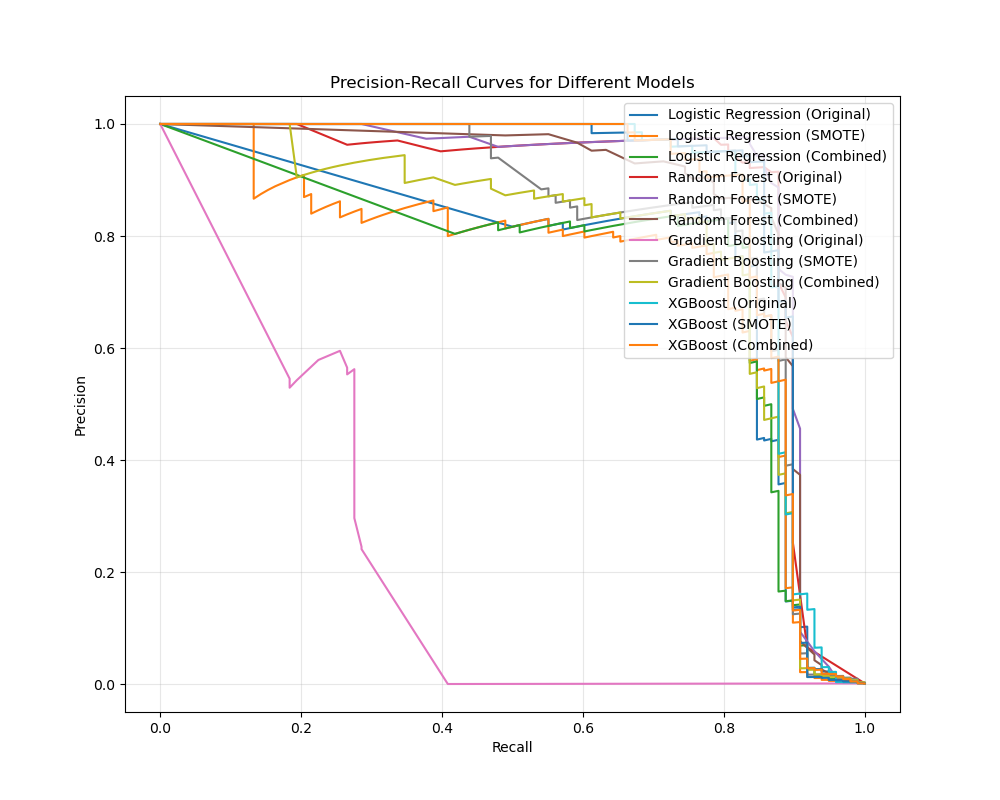 Precision-Recall Curves for Different Models
Logistic Regression (Original)
Logistic Regression (SMOTE)
Logistic Regression (Combined)
Random Forest (Original)
Random Forest (SMOTE)
Random Forest (Combined)
Gradient Boosting (Original)
Gradient Boosting (SMOTE)
Gradient Boosting (Combined)
XGBoost (Original)
XGBoost (SMOTE)
XGBoost (Combined)
Precision
1.0
0.8
0.6
0.4
0.2
0.0
0.0 0.2 0.4 0.6 0.8 1.0
Recall